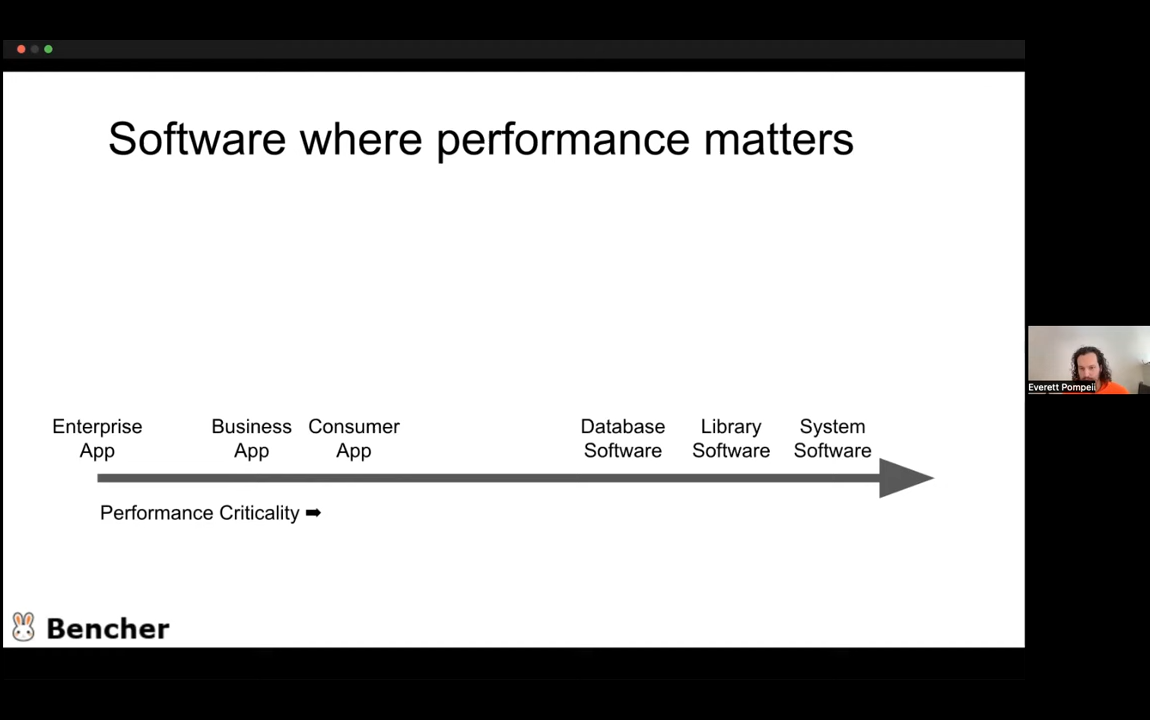 Software where performance matters
Enterprise App
Business App
Consumer App
Database Software
Library Software
System Software
Performance Criticality ➡
🐰 Bencher
Everett Pompeii